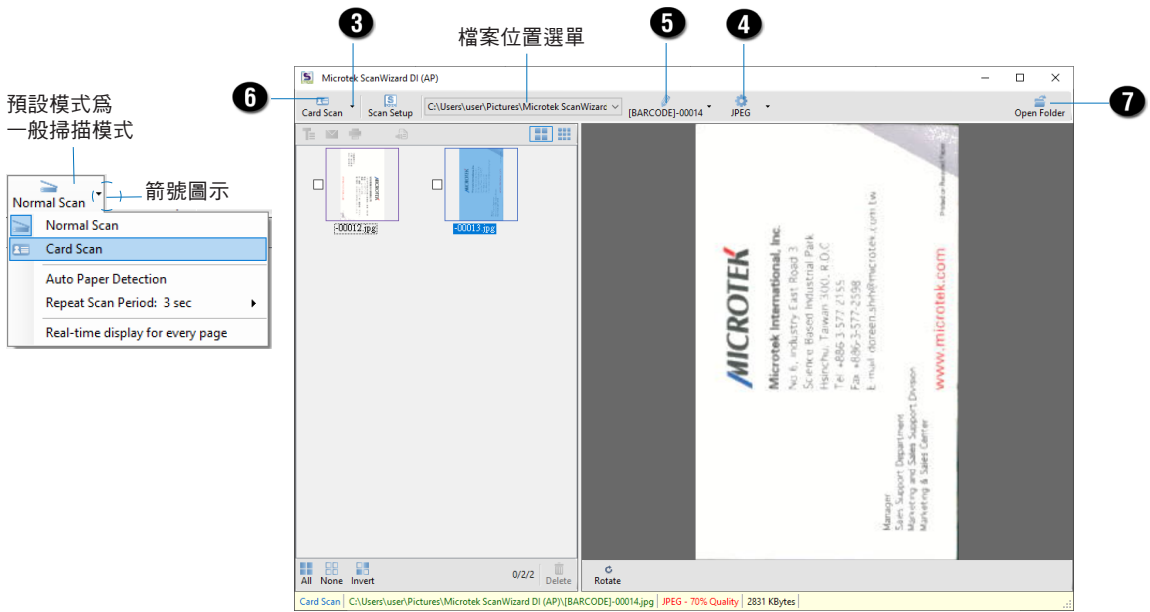 3
檔案位置選單
5
4
預設模式爲
一般掃描模式
6
7
Microtek ScanWizard DI (AP)
Card Scan
Scan Setup
C:\Users\user\Pictures\Microtek ScanWizarc
[BARCODE]-00014
JPEG
Open Folder
Normal Scan
箭號圖示
Normal Scan
Card Scan
Auto Paper Detection
Repeat Scan Period: 3 sec
Real-time display for every page
-00012.jpg
-00013.jpg
MICROTEK
Microtek International, Inc.
No 6, Industry East Road 3
Science Based Industrial Park
Hsinchu, Taiwan 300, R.O.C
Tel +886 3 577 2155
Fax +886-3-577-2598
E-mail doreen.shih@microtek.com.tw
Printed on Recycled Paper
www.microtek.com
Manager
Sales Support Department
Marketing and Sales Support Division
Marketing & Sales Center
All
None
Invert
0/2/2
Delete
Rotate
Card Scan
C:\Users\user\Pictures\Microtek ScanWizard DI (AP)\[BARCODE]-00014.jpg
JPEG - 70% Quality
2831 KBytes